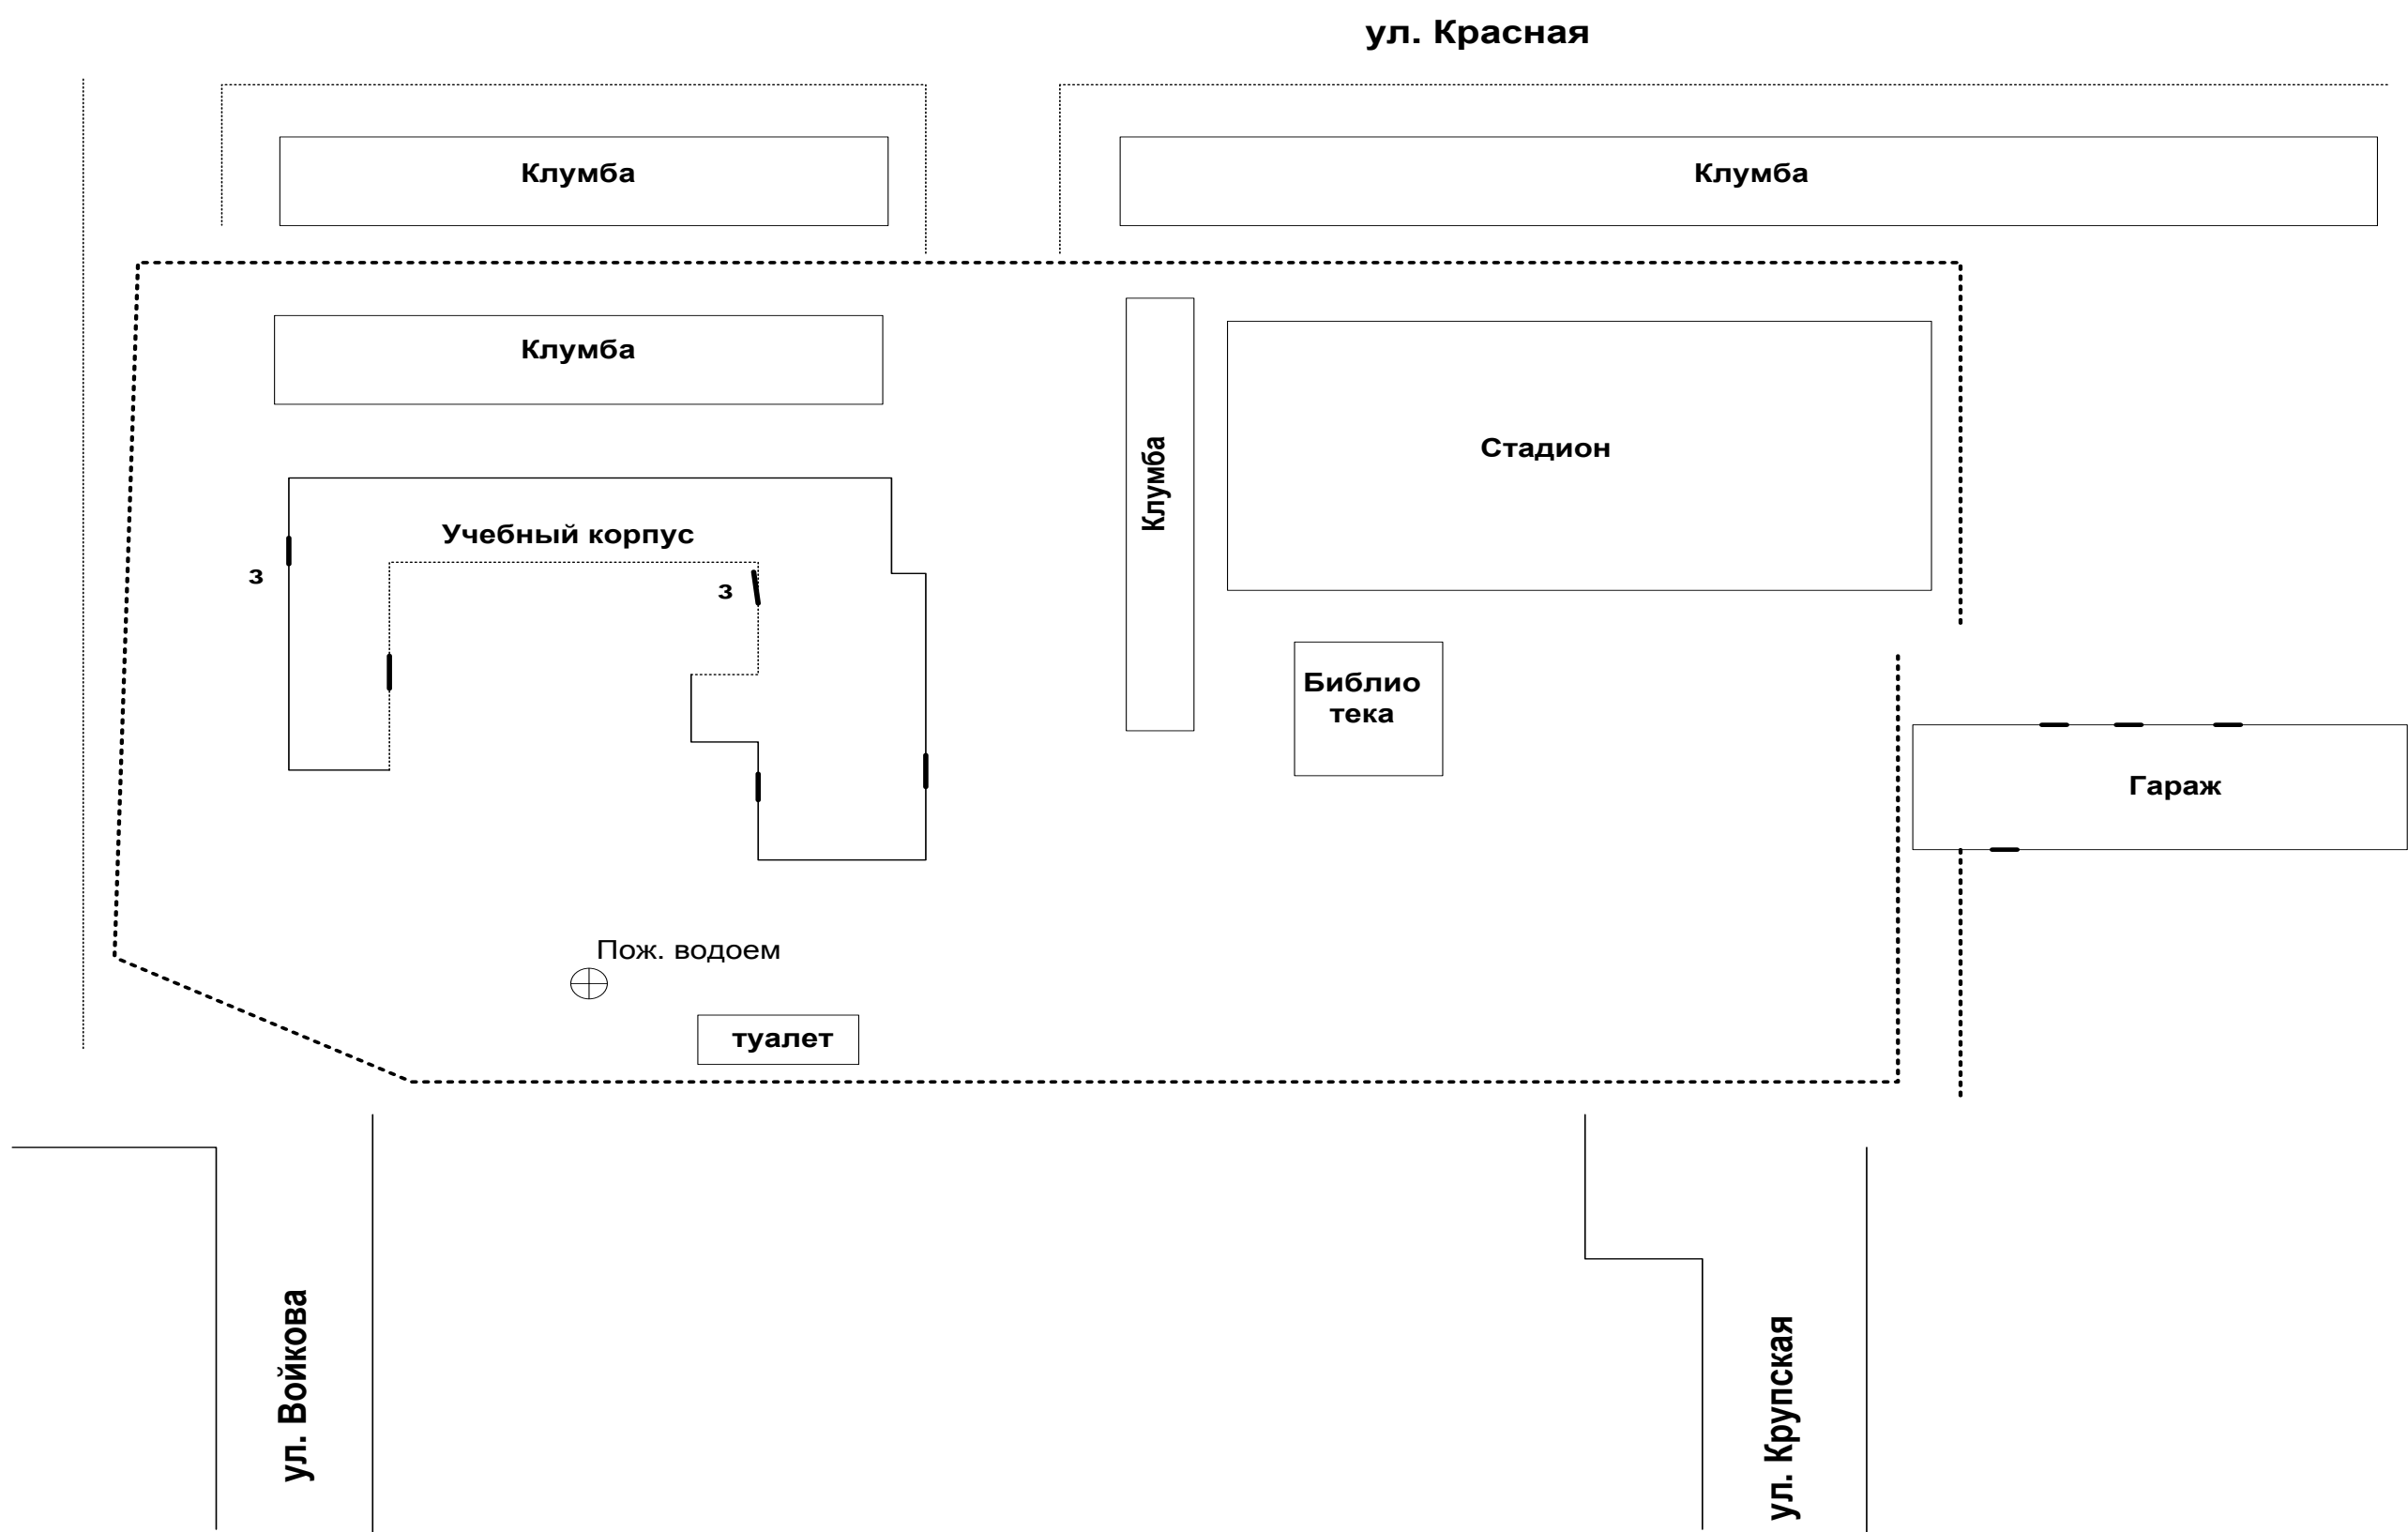 ул. Красная
Клумба
Клумба
Клумба
Клумба
Стадион
Учебный корпус
з
з
Библио
тека
Гараж
Пож. водоем
туалет
ул. Войкова
ул. Крупская